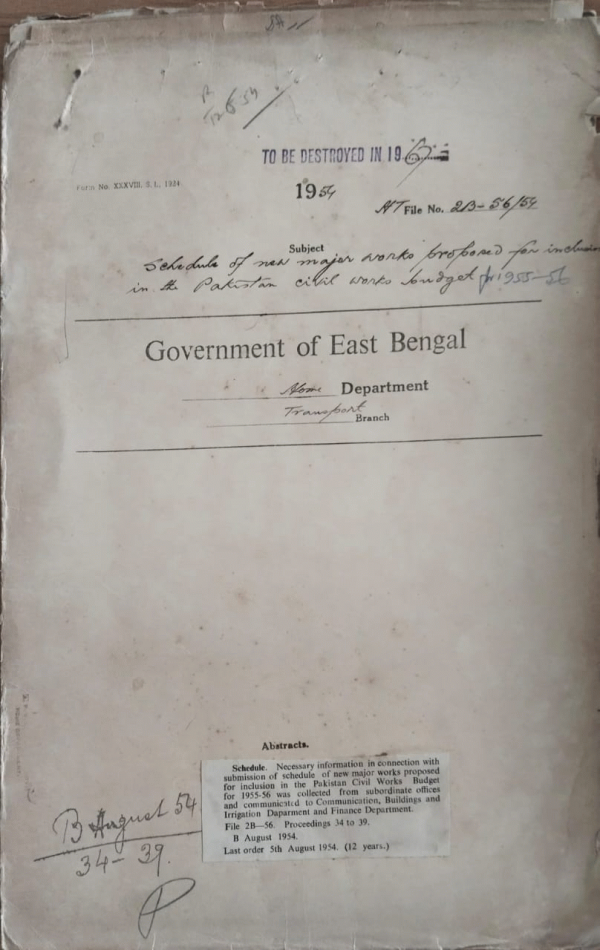 TO BE DESTROYED IN 196
Form No. XXXVIII. S. L. 1934.
1954
File No. 2B-56/54
Subject
Schedule of new major works proposed for inclusion
in the Pakistan civil works budget for 1955-56
Government of East Bengal
Home Department
Transport Branch
Abstracts.
Schedule. Necessary information in connection with
submission of schedule of new major works proposed
for inclusion in the Pakistan Civil Works Budget
for 1955-56 was collected from subordinate offices
and communicated to Communication, Buildings and
Irrigation Daparment and Finance Department.
File 2B—56. Proceedings 34 to 39.
B August 1954.
Last order 5th August 1954. (12 years.)
B August 54
34-39.